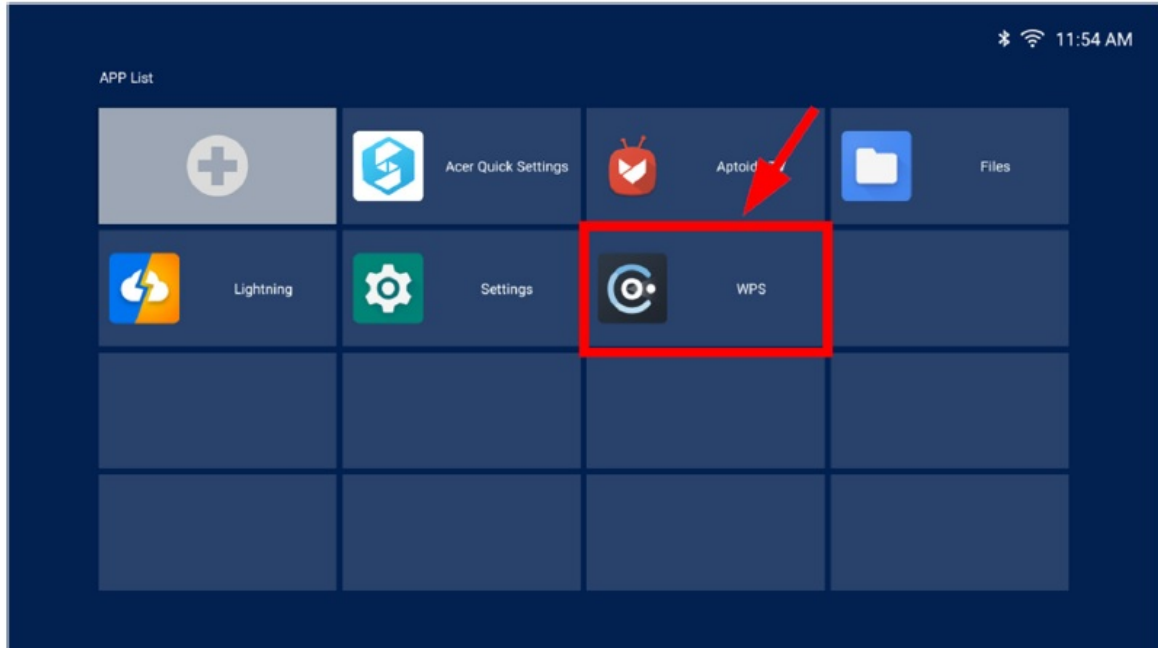 11:54 AM
APP List
Acer Quick Settings
Files
Lightning
Settings
WPS